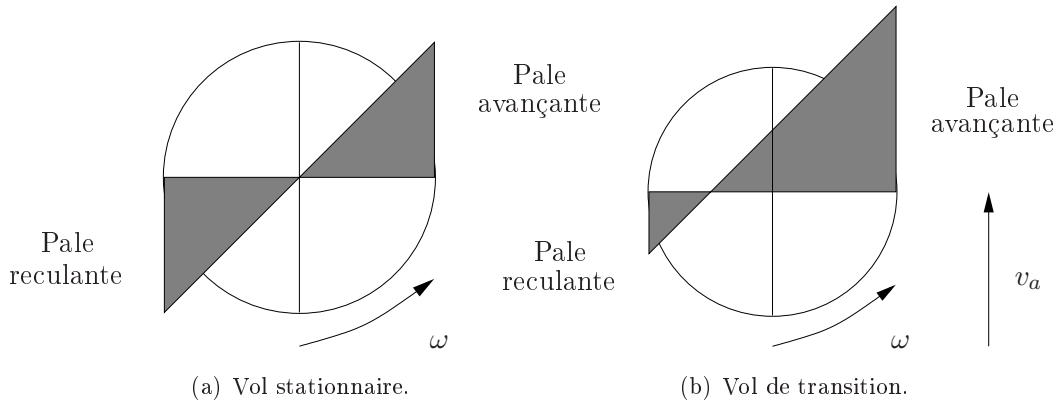 Pale
avançante
Pale
reculante
ω
(a) Vol stationnaire.
Pale
avançante
Pale
reculante
ω
v_a
(b) Vol de transition.